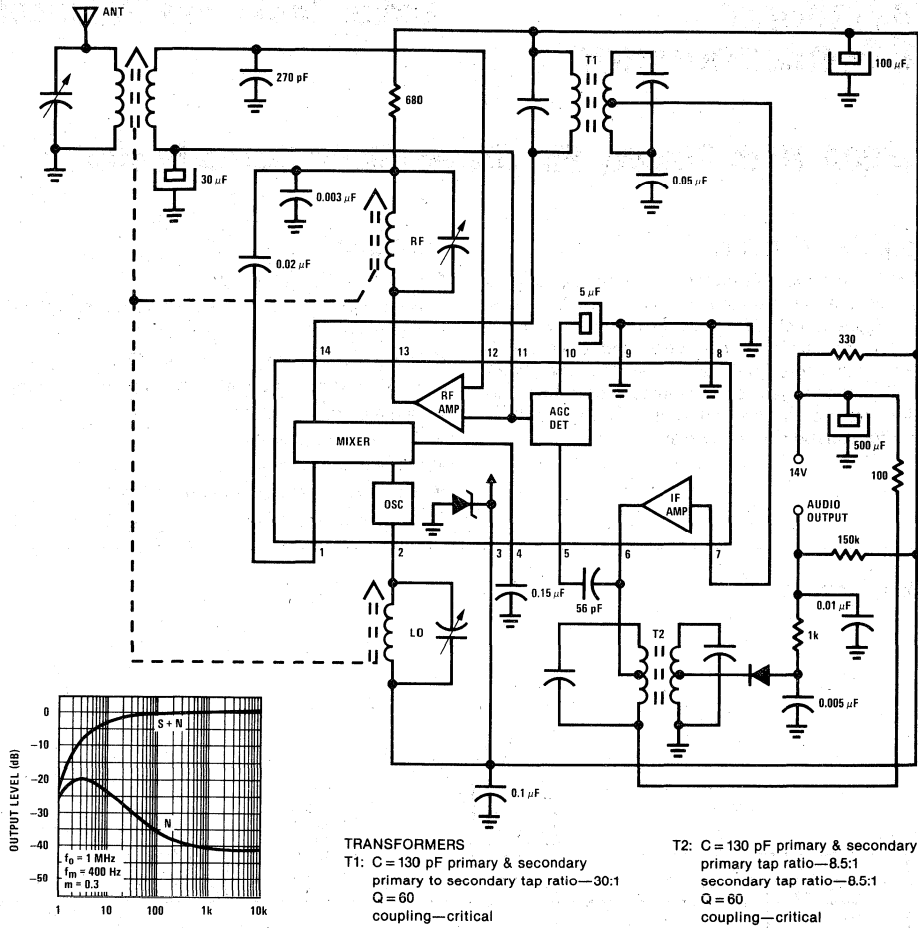 ANT
270 pF
680
T1
100 μF
30 μF
0.003 μF
RF
0.05 μF
0.02 μF
5 μF
14
13
12
11
10
9
8
330
RF
AMP
AGC
DET
MIXER
500 μF
14V
100
OSC
IF
AMP
AUDIO
OUTPUT
1
2
3
4
5
6
7
150k
0.15 μF
56 pF
0.01 μF
LO
T2
1k
0.005 μF
0.1 μF
OUTPUT LEVEL (dB)
0
-10
-20
-30
-40
-50
S + N
N
fo = 1 MHz
fm = 400 Hz
m = 0.3
1
10
100
1k
10k
TRANSFORMERS
T1: C = 130 pF primary & secondary
primary to secondary tap ratio—30:1
Q = 60
coupling—critical
T2: C = 130 pF primary & secondary
primary tap ratio—8.5:1
secondary tap ratio—8.5:1
Q = 60
coupling—critical